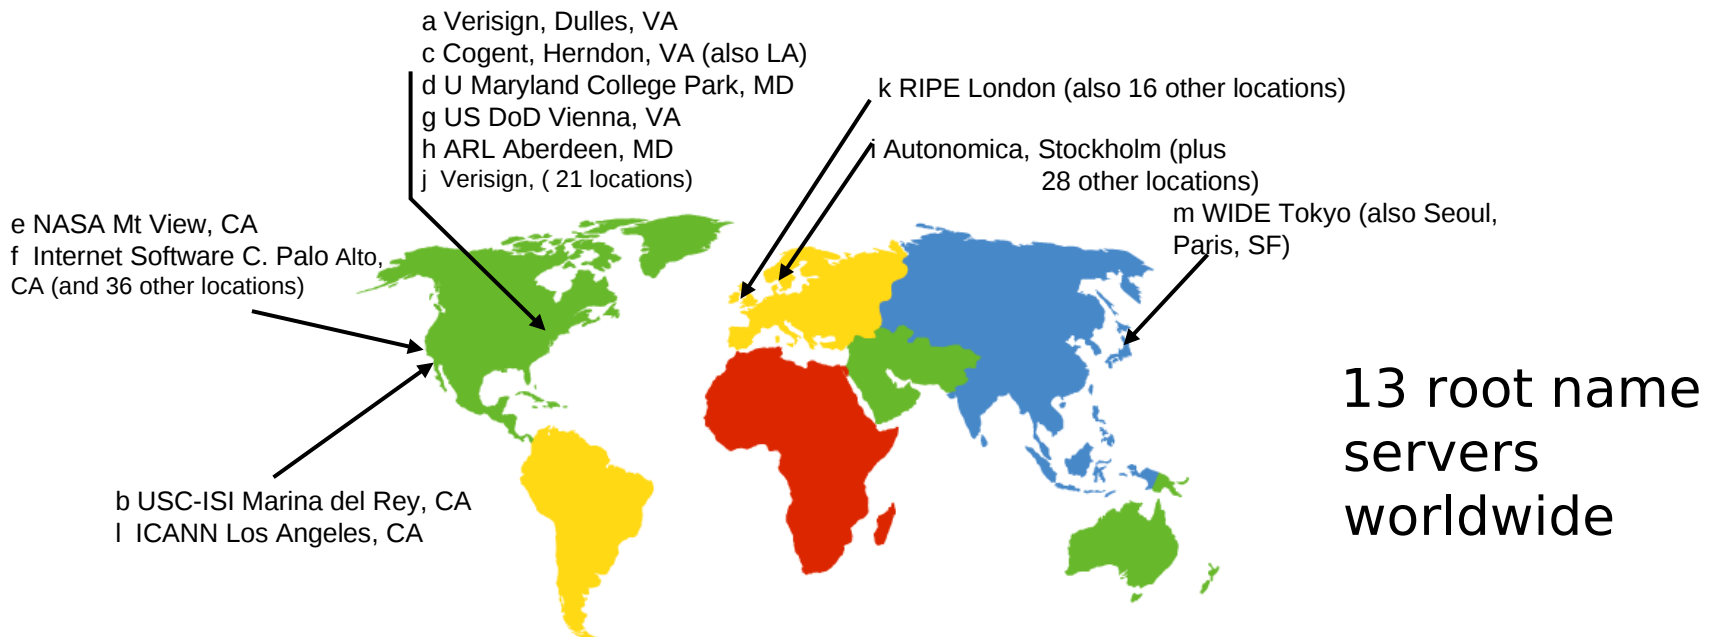 a Verisign, Dulles, VA
c Cogent, Herndon, VA (also LA)
d U Maryland College Park, MD
g US DoD Vienna, VA
h ARL Aberdeen, MD
j Verisign, ( 21 locations)
k RIPE London (also 16 other locations)
i Autonomica, Stockholm (plus
28 other locations)
m WIDE Tokyo (also Seoul,
Paris, SF)
e NASA Mt View, CA
f Internet Software C. Palo Alto,
CA (and 36 other locations)
b USC-ISI Marina del Rey, CA
l ICANN Los Angeles, CA
13 root name
servers
worldwide